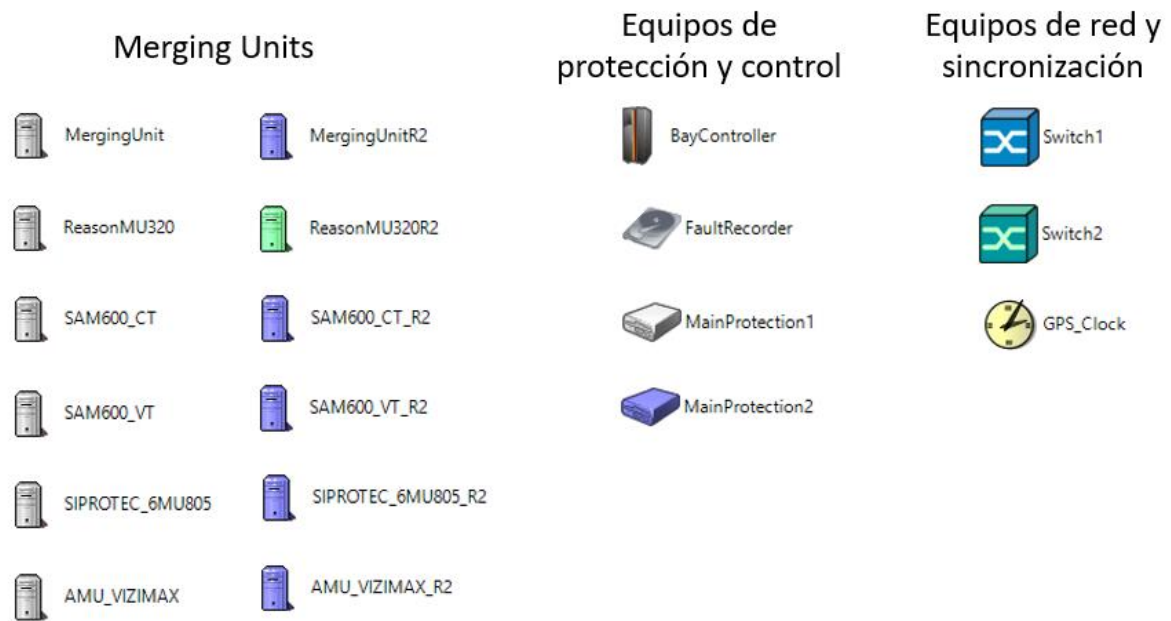 Merging Units
MergingUnit
MergingUnitR2
ReasonMU320
ReasonMU320R2
SAM600_CT
SAM600_CT_R2
SAM600_VT
SAM600_VT_R2
SIPROTEC_6MU805
SIPROTEC_6MU805_R2
AMU_VIZIMAX
AMU_VIZIMAX_R2
Equipos de
protección y control
BayController
FaultRecorder
MainProtection1
MainProtection2
Equipos de red y
sincronización
Switch1
Switch2
GPS_Clock